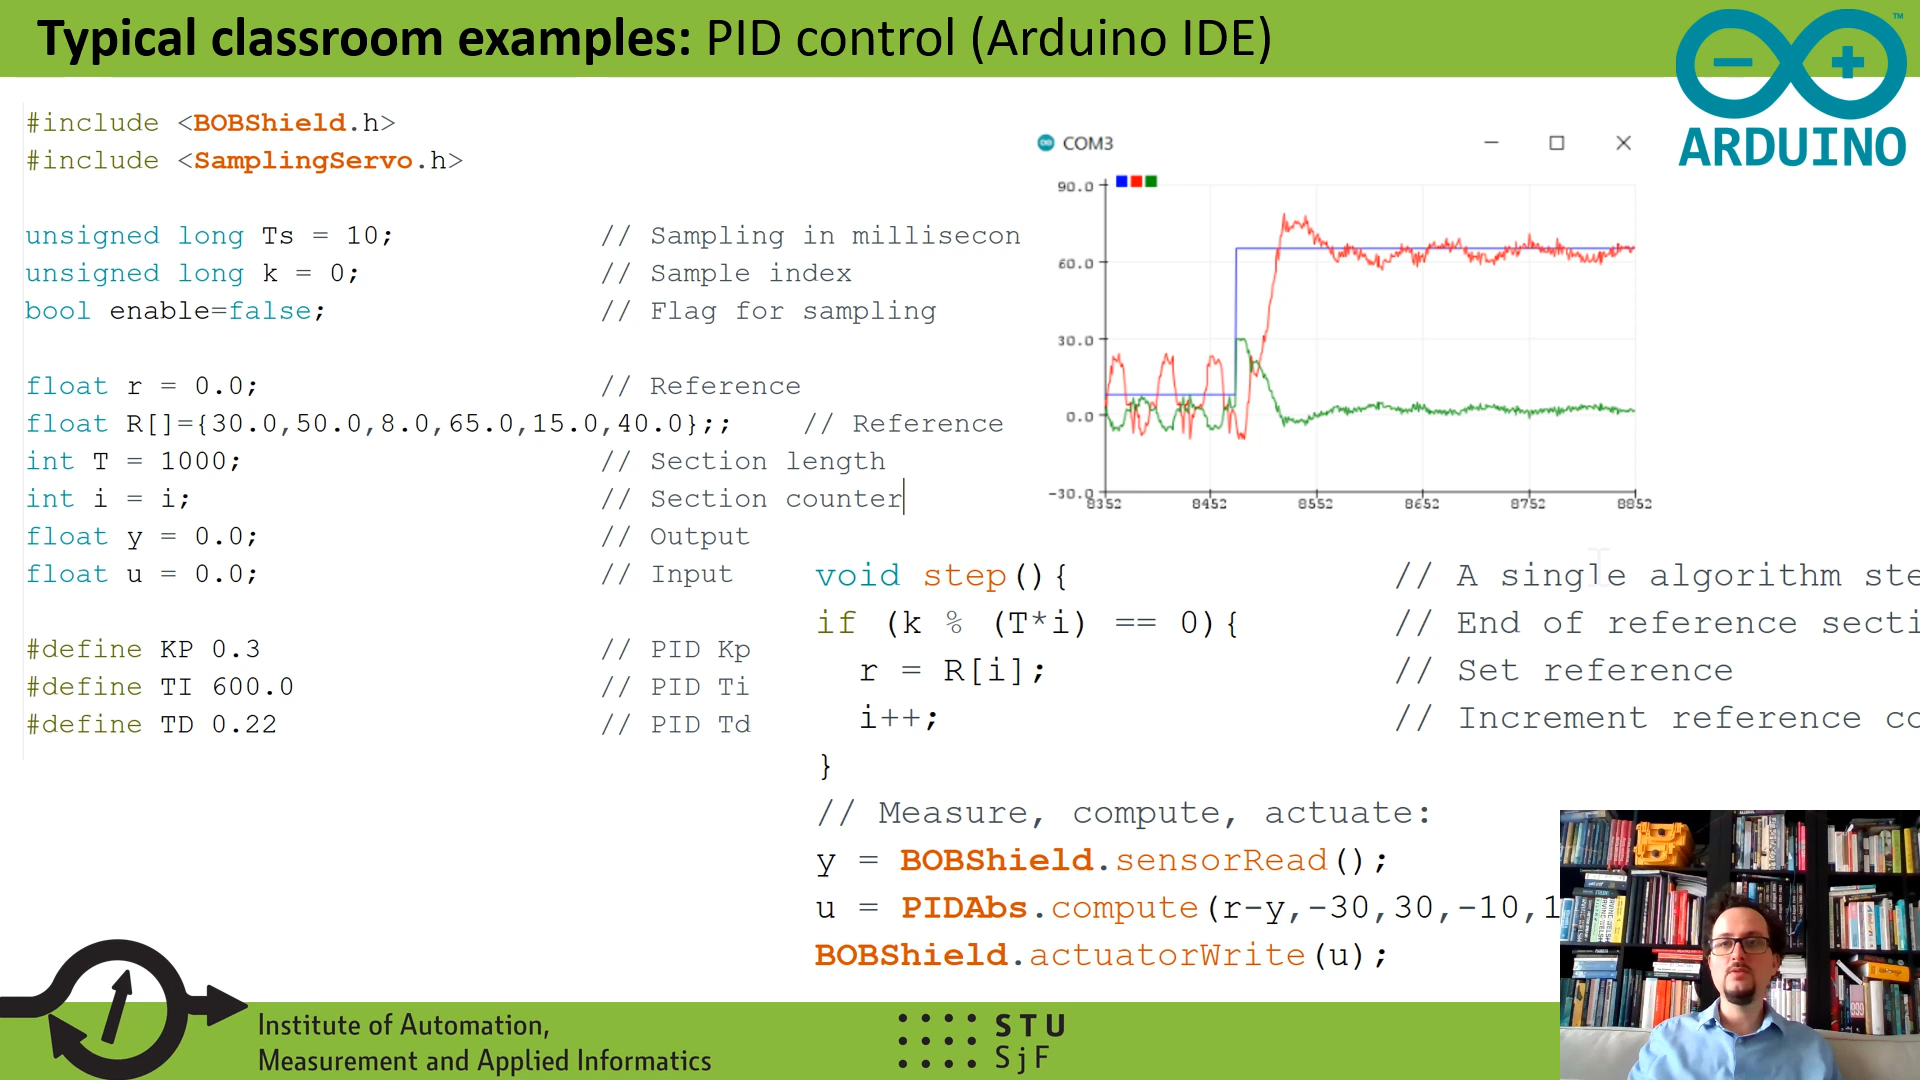 Typical classroom examples: PID control (Arduino IDE)
ARDUINO
TM
#include <BOBShield.h>
#include <SamplingServo.h>
unsigned long Ts = 10; // Sampling in millisecon
unsigned long k = 0; // Sample index
bool enable=false; // Flag for sampling
float r = 0.0; // Reference
float R[]={30.0,50.0,8.0,65.0,15.0,40.0};; // Reference
int T = 1000; // Section length
int i = i; // Section counter
float y = 0.0; // Output
float u = 0.0; // Input
#define KP 0.3 // PID Kp
#define TI 600.0 // PID Ti
#define TD 0.22 // PID Td
COM3
90.0
60.0
30.0
0.0
-30.0
8352 8452 8552 8652 8752 8852
void step(){ // A single algorithm ste
if (k % (T*i) == 0){ // End of reference secti
r = R[i]; // Set reference
i++; // Increment reference co
}
// Measure, compute, actuate:
y = BOBShield.sensorRead();
u = PIDAbs.compute(r-y,-30,30,-10,1
BOBShield.actuatorWrite(u);
Institute of Automation,
Measurement and Applied Informatics
STU
SjF